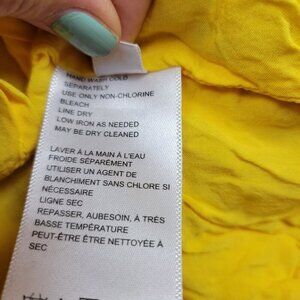 HAND WASH COLD
SEPARATELY
USE ONLY NON-CHLORINE
BLEACH
LINE DRY
LOW IRON AS NEEDED
MAY BE DRY CLEANED
LAVER À LA MAIN À L'EAU
FROIDE SÉPARÉMENT
UTILISER UN AGENT DE
BLANCHIMENT SANS CHLORE SI
NÉCESSAIRE
LIGNE SEC
REPASSER, AUBESOIN, À TRÈS
BASSE TEMPÉRATURE
PEUT-ÊTRE ÊTRE NETTOYÉE À
SEC